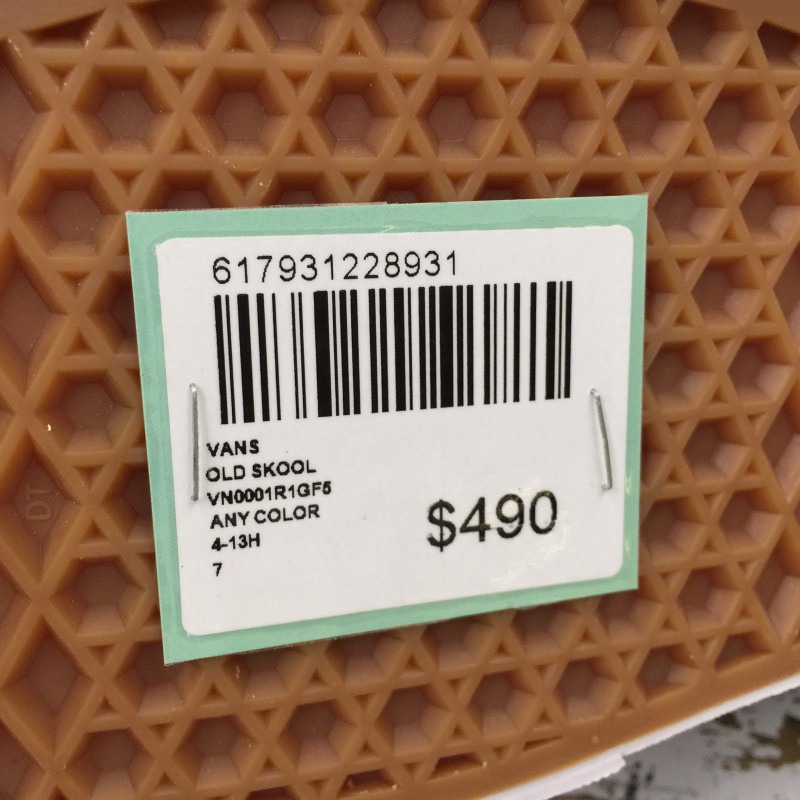 617931228931
VANS
OLD SKOOL
VN0001R1GF5
ANY COLOR
4-13H
7
$490